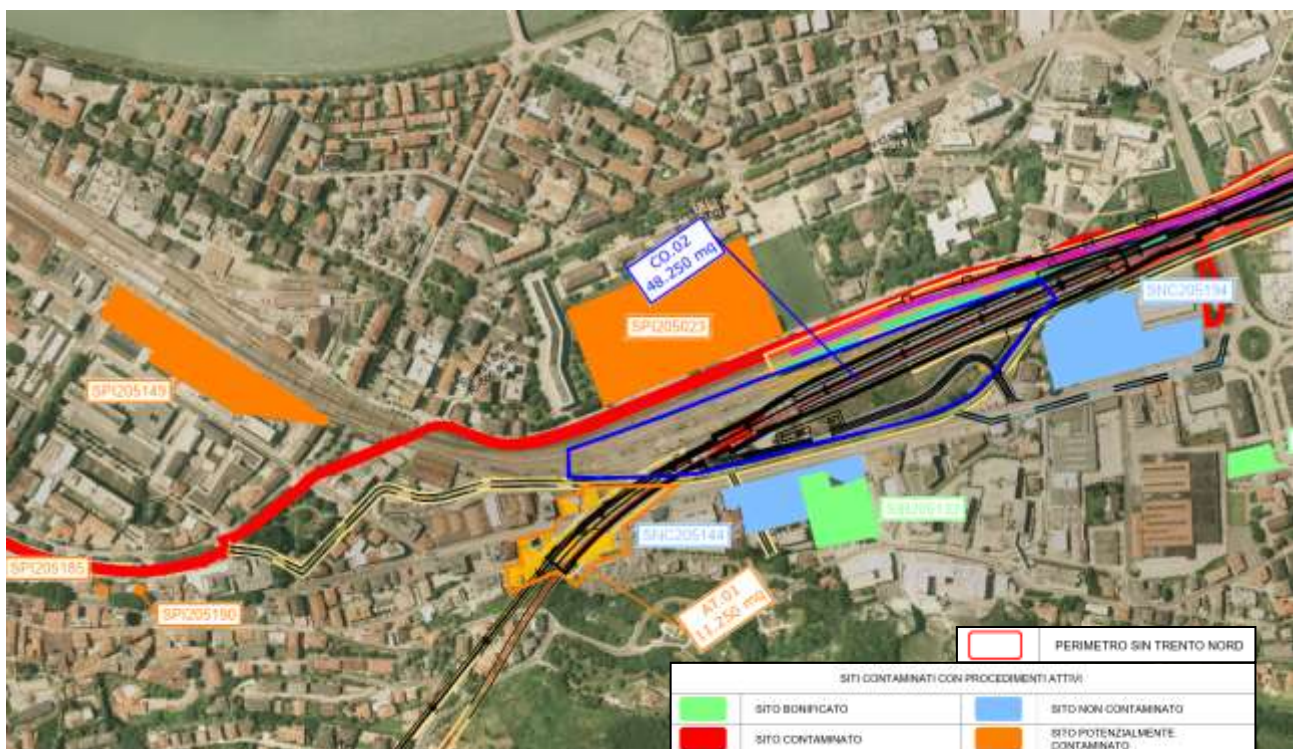 CO.02
48.250 mq
SNC205194
SPI205023
SPI205149
SNC205144
SPI205185
AT.01
11.250 mq
SPI205190
PERIMETRO SIN TRENTO NORD
SITI CONTAMINATI CON PROCEDIMENTI ATTIVI
SITO BONIFICATO
SITO NON CONTAMINATO
SITO CONTAMINATO
SITO POTENZIALMENTE
CONTAMINATO